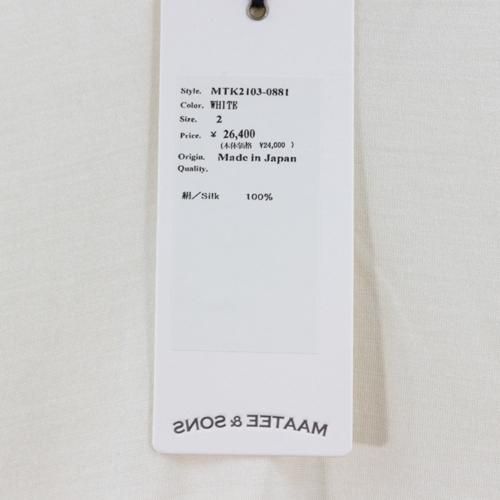 Style. MTK2103-0881
Color. WHITE
Size. 2
Price. ¥ 26,400
(本体価格 ¥24,000 )
Origin. Made in Japan
Quality.
絹/Silk 100%
MAATEE & SONS